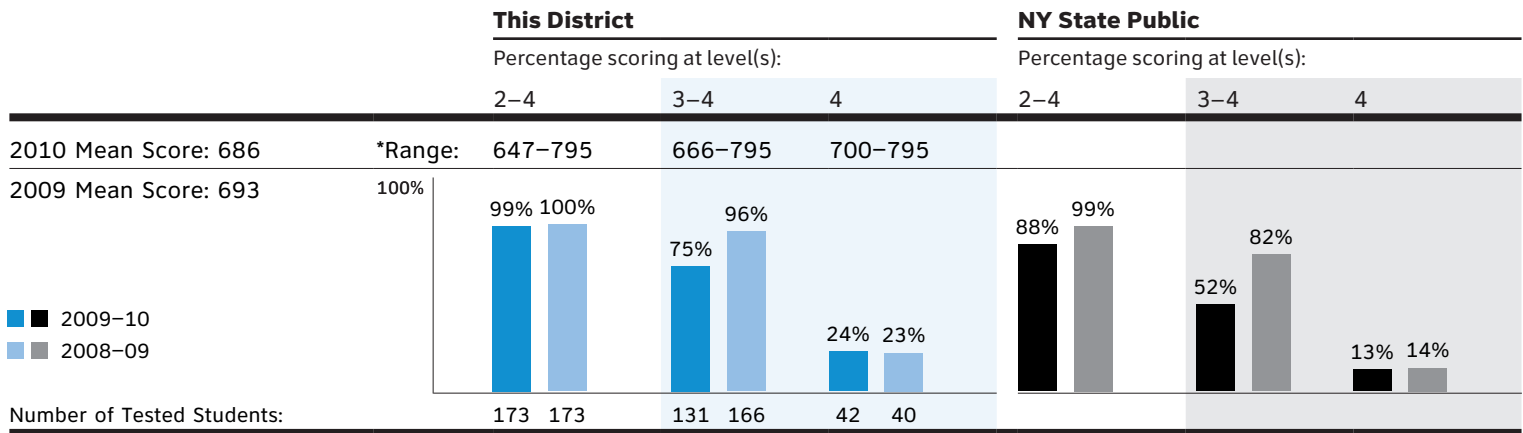 This District NY State Public
Percentage scoring at level(s): Percentage scoring at level(s):
2–4 3–4 4 2–4 3–4 4
2010 Mean Score: 686 *Range: 647–795 666–795 700–795
2009 Mean Score: 693 100%
99% 100% 75% 96% 24% 23% 88% 99% 52% 82% 13% 14%
2009–10
2008–09
Number of Tested Students: 173 173 131 166 42 40